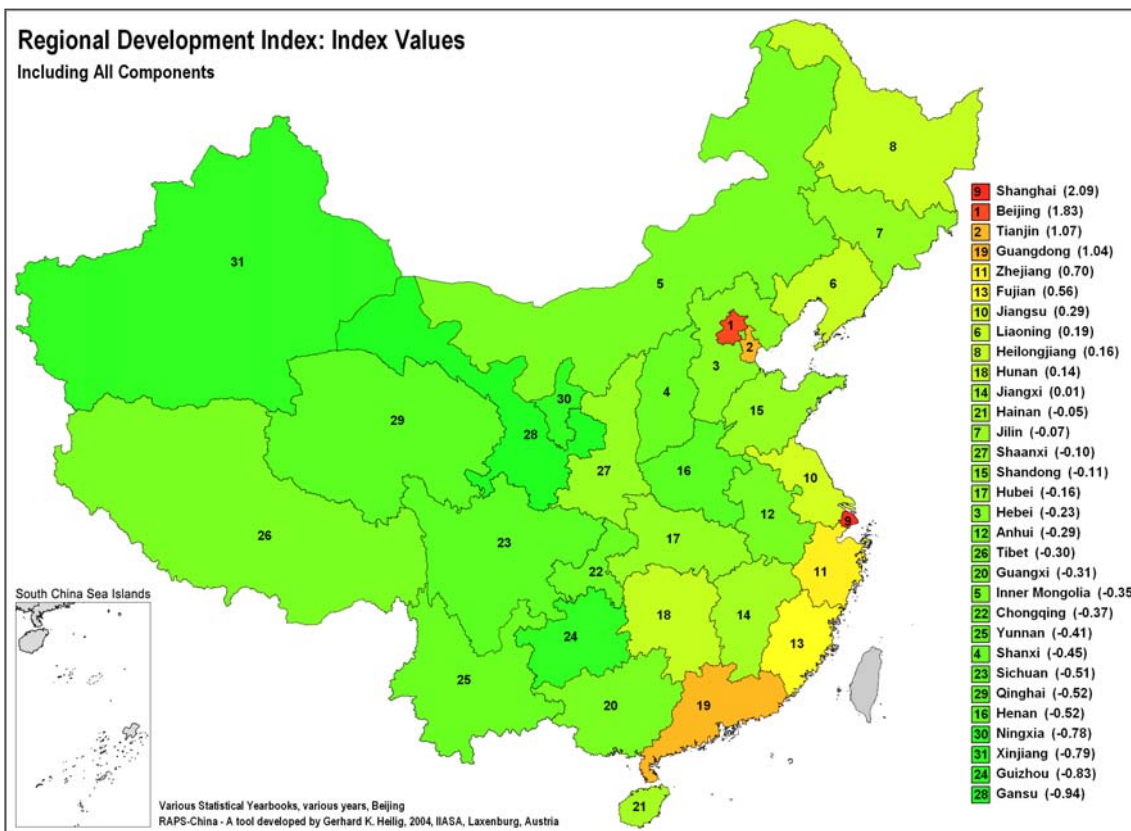 Regional Development Index: Index Values
Including All Components
8
7
31
5
6
1
2
3
30
4
29
15
28
27
16
10
9
12
23
26
17
22
11
18
14
24
13
25
20
19
21
9 Shanghai (2.09)
1 Beijing (1.83)
2 Tianjin (1.07)
19 Guangdong (1.04)
11 Zhejiang (0.70)
13 Fujian (0.56)
10 Jiangsu (0.29)
6 Liaoning (0.19)
8 Heilongjiang (0.16)
18 Hunan (0.14)
14 Jiangxi (0.01)
21 Hainan (-0.05)
7 Jilin (-0.07)
27 Shaanxi (-0.10)
15 Shandong (-0.11)
17 Hubei (-0.16)
3 Hebei (-0.23)
12 Anhui (-0.29)
26 Tibet (-0.30)
20 Guangxi (-0.31)
5 Inner Mongolia (-0.35
22 Chongqing (-0.37)
25 Yunnan (-0.41)
4 Shanxi (-0.45)
23 Sichuan (-0.51)
29 Qinghai (-0.52)
16 Henan (-0.52)
30 Ningxia (-0.78)
31 Xinjiang (-0.79)
24 Guizhou (-0.83)
28 Gansu (-0.94)
South China Sea Islands
Various Statistical Yearbooks, various years, Beijing
RAPS-China - A tool developed by Gerhard K. Heilig, 2004, IIASA, Laxenburg, Austria